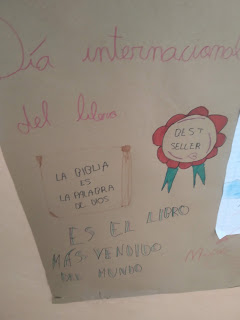 Día internacional
del libro
BEST
SELLER
LA BIBLIA
ES
LA PALABRA
DE DIOS
ES EL LIBRO
MÁS VENDIDO
DEL MUNDO